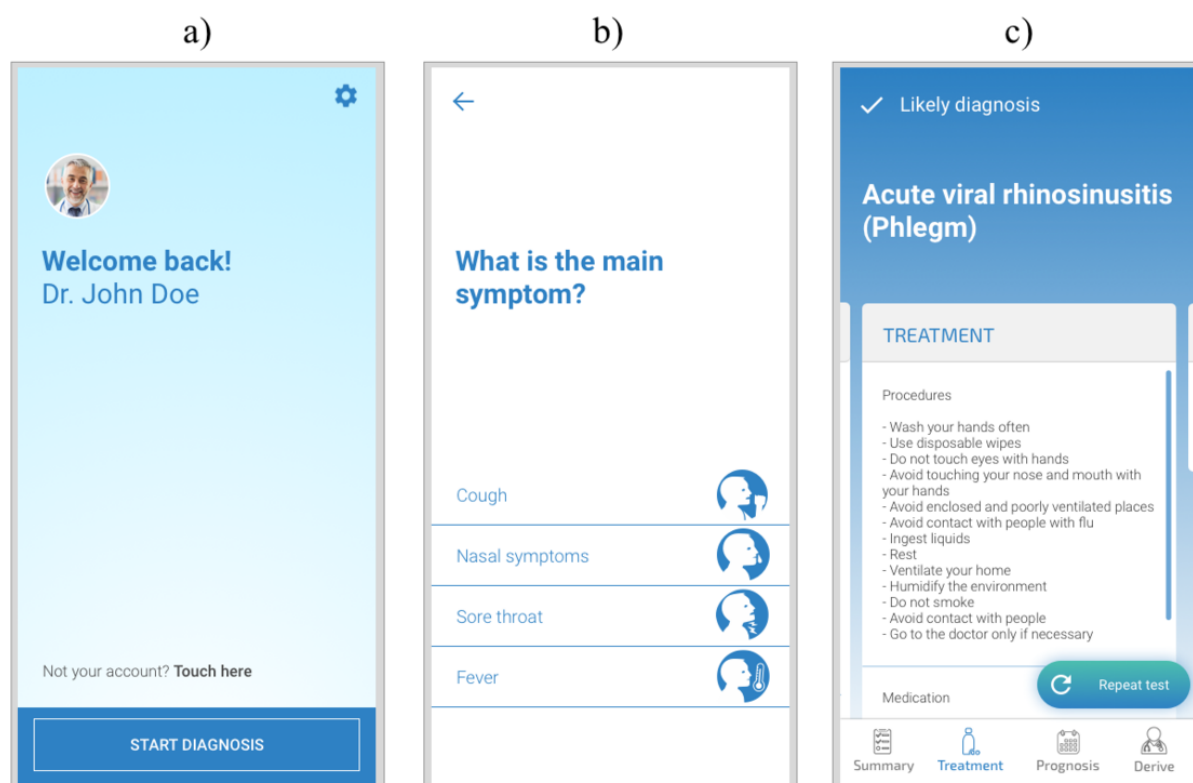 a)
Welcome back!
Dr. John Doe
Not your account? Touch here
START DIAGNOSIS
b)
What is the main
symptom?
Cough
Nasal symptoms
Sore throat
Fever
c)
Likely diagnosis
Acute viral rhinosinusitis
(Phlegm)
TREATMENT
Procedures
- Wash your hands often
- Use disposable wipes
- Do not touch eyes with hands
- Avoid touching your nose and mouth with
your hands
- Avoid enclosed and poorly ventilated places
- Avoid contact with people with flu
- Ingest liquids
- Rest
- Ventilate your home
- Humidify the environment
- Do not smoke
- Avoid contact with people
- Go to the doctor only if necessary
Medication
Repeat test
Summary
Treatment
Prognosis
Derive